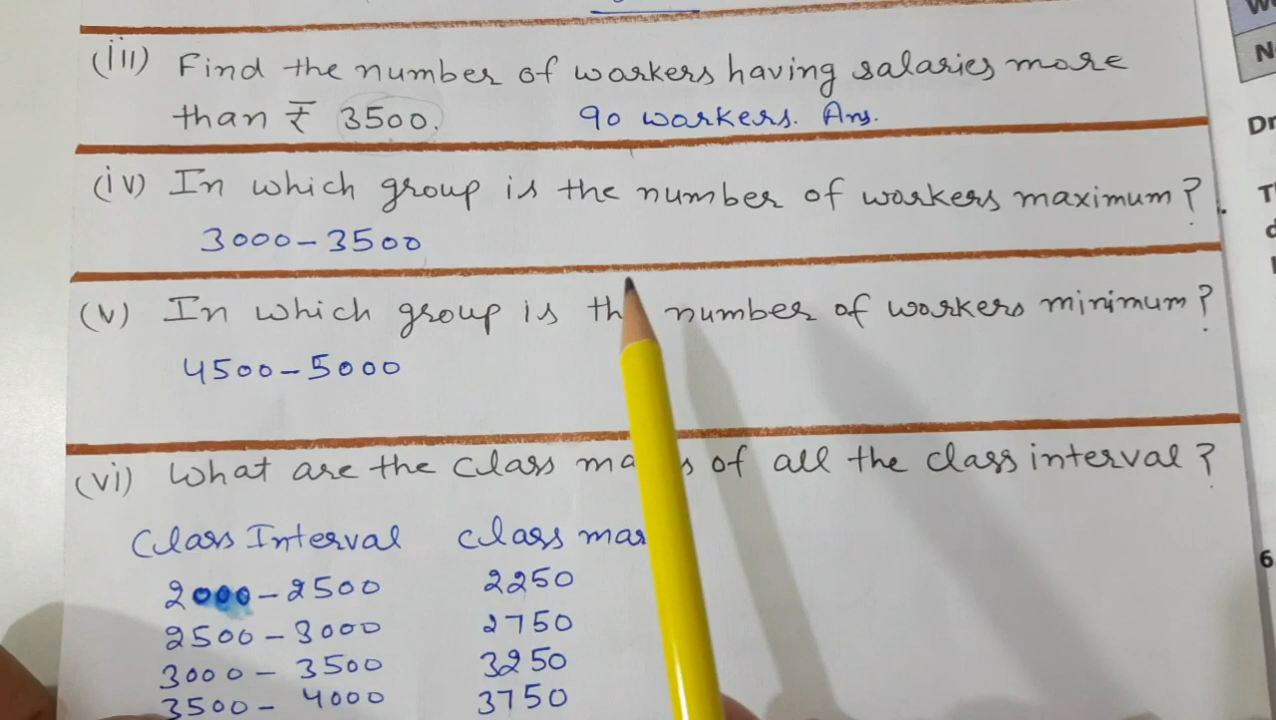 (iii) Find the number of workers having salaries more
than ₹ 3500. 90 workers. Ans.
(iv) In which group is the number of workers maximum?
3000-3500
(v) In which group is th number of workers minimum?
4500-5000
(vi) What are the class ma s of all the class interval?
Class Interval class mar
2000-2500 2250
2500-3000 2750
3000-3500 3250
3500-4000 3750
6